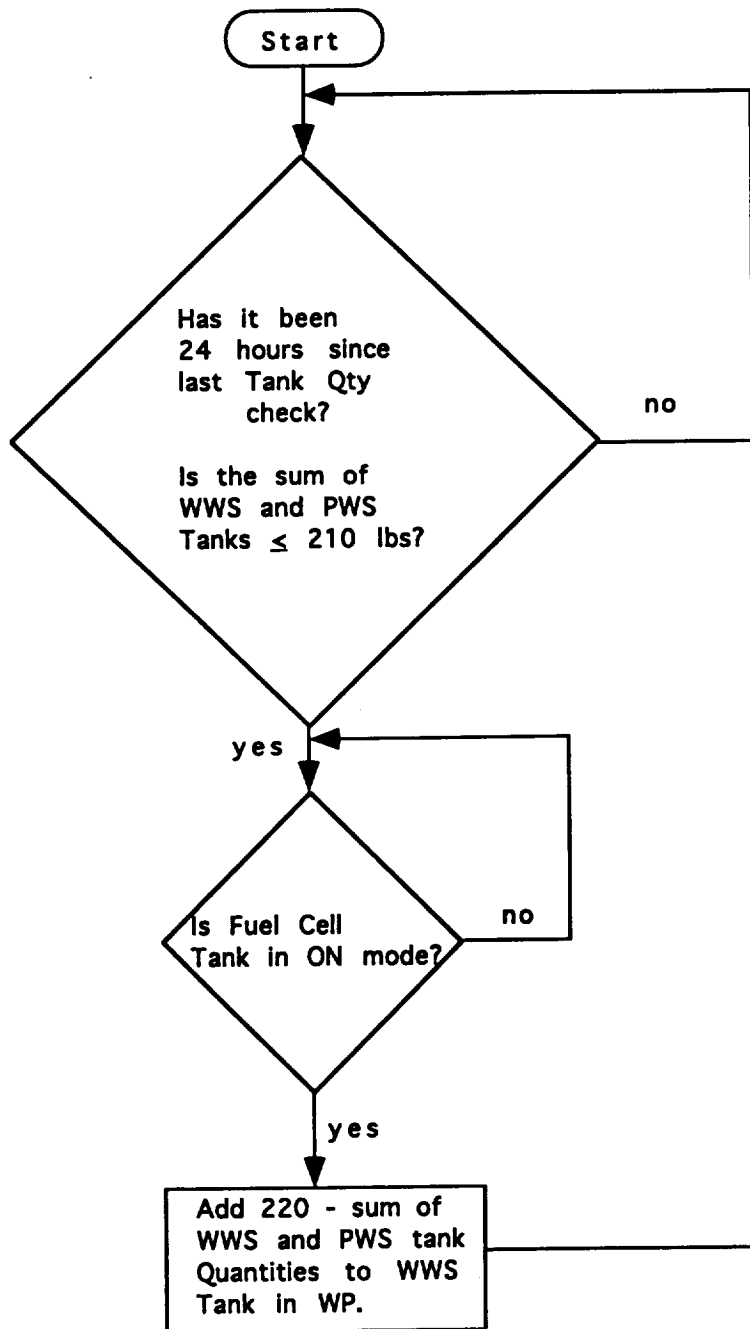 Start
Has it been
24 hours since
last Tank Qty
check?
no
Is the sum of
WWS and PWS
Tanks ≤ 210 lbs?
yes
Is Fuel Cell
Tank in ON mode?
no
yes
Add 220 - sum of
WWS and PWS tank
Quantities to WWS
Tank in WP.